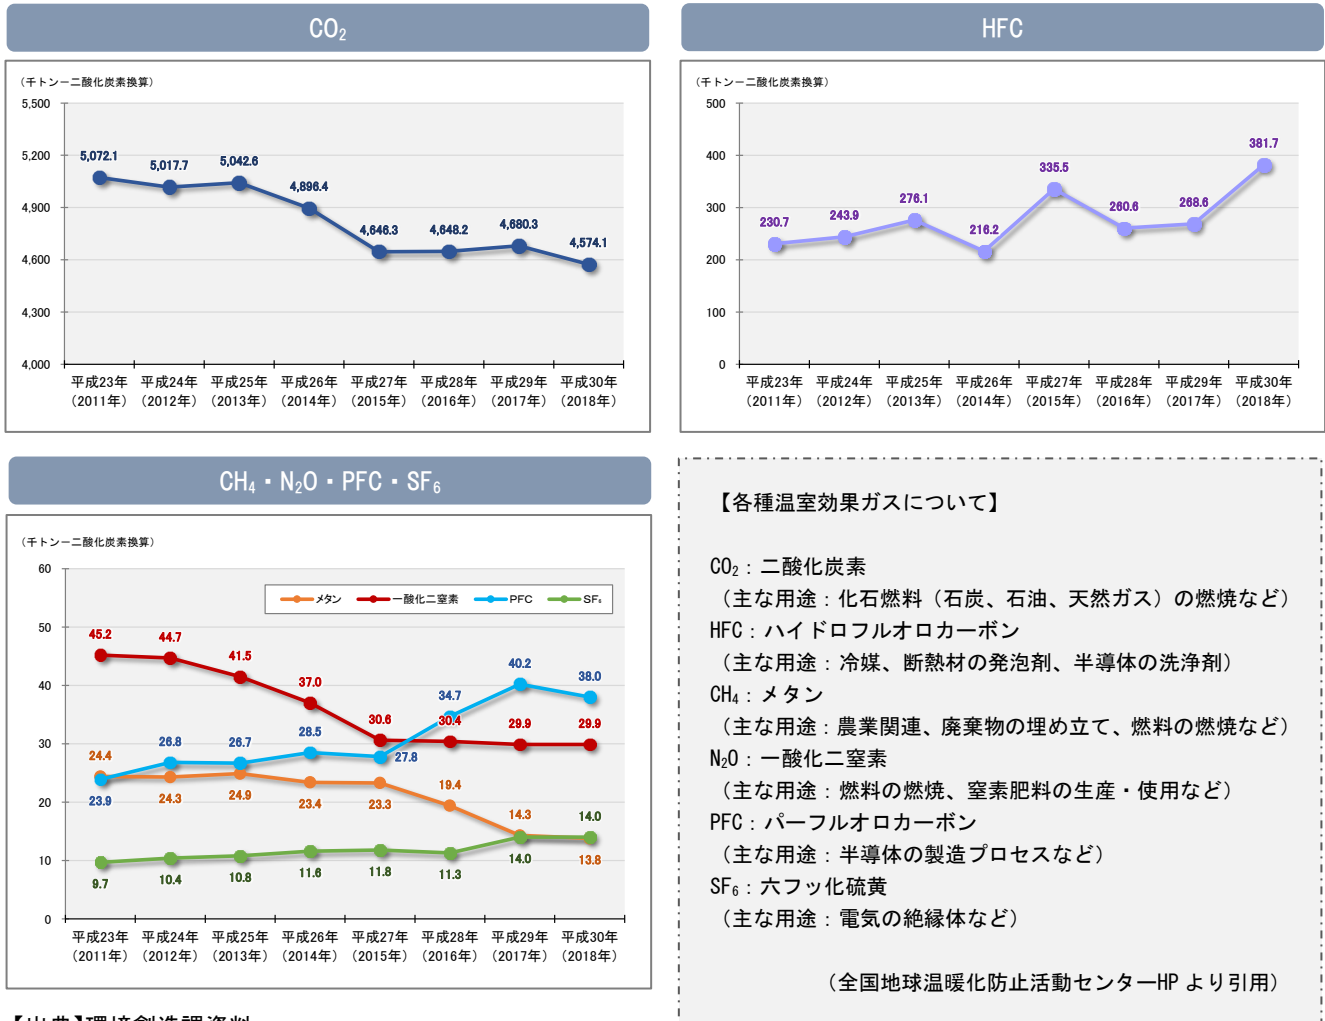 CO₂
（千トン－二酸化炭素換算）
5,500
5,200
4,900
4,600
4,300
4,000
5,072.1
5,017.7
5,042.6
4,896.4
4,646.3
4,648.2
4,680.3
4,574.1
平成23年 平成24年 平成25年 平成26年 平成27年 平成28年 平成29年 平成30年
（2011年） （2012年） （2013年） （2014年） （2015年） （2016年） （2017年） （2018年）
HFC
（千トン－二酸化炭素換算）
500
400
300
200
100
0
230.7
243.9
276.1
216.2
335.5
260.6
268.6
381.7
平成23年 平成24年 平成25年 平成26年 平成27年 平成28年 平成29年 平成30年
（2011年） （2012年） （2013年） （2014年） （2015年） （2016年） （2017年） （2018年）
CH₄・N₂O・PFC・SF₆
（千トン－二酸化炭素換算）
60
50
40
30
20
10
0
メタン 一酸化二窒素 PFC SF₆
45.2
44.7
41.5
37.0
30.6
30.4
29.9
29.9
23.9
26.8
26.7
28.5
27.8
34.7
40.2
38.0
24.4
24.3
24.9
23.4
23.3
19.4
14.3
13.8
9.7
10.4
10.8
11.6
11.8
11.3
14.0
14.0
平成23年 平成24年 平成25年 平成26年 平成27年 平成28年 平成29年 平成30年
（2011年） （2012年） （2013年） （2014年） （2015年） （2016年） （2017年） （2018年）
【各種温室効果ガスについて】
CO₂：二酸化炭素
（主な用途：化石燃料（石炭、石油、天然ガス）の燃焼など）
HFC：ハイドロフルオロカーボン
（主な用途：冷媒、断熱材の発泡剤、半導体の洗浄剤）
CH₄：メタン
（主な用途：農業関連、廃棄物の埋め立て、燃料の燃焼など）
N₂O：一酸化二窒素
（主な用途：燃料の燃焼、窒素肥料の生産・使用など）
PFC：パーフルオロカーボン
（主な用途：半導体の製造プロセスなど）
SF₆：六フッ化硫黄
（主な用途：電気の絶縁体など）
（全国地球温暖化防止活動センターHP より引用）
【出典】環境創造課資料